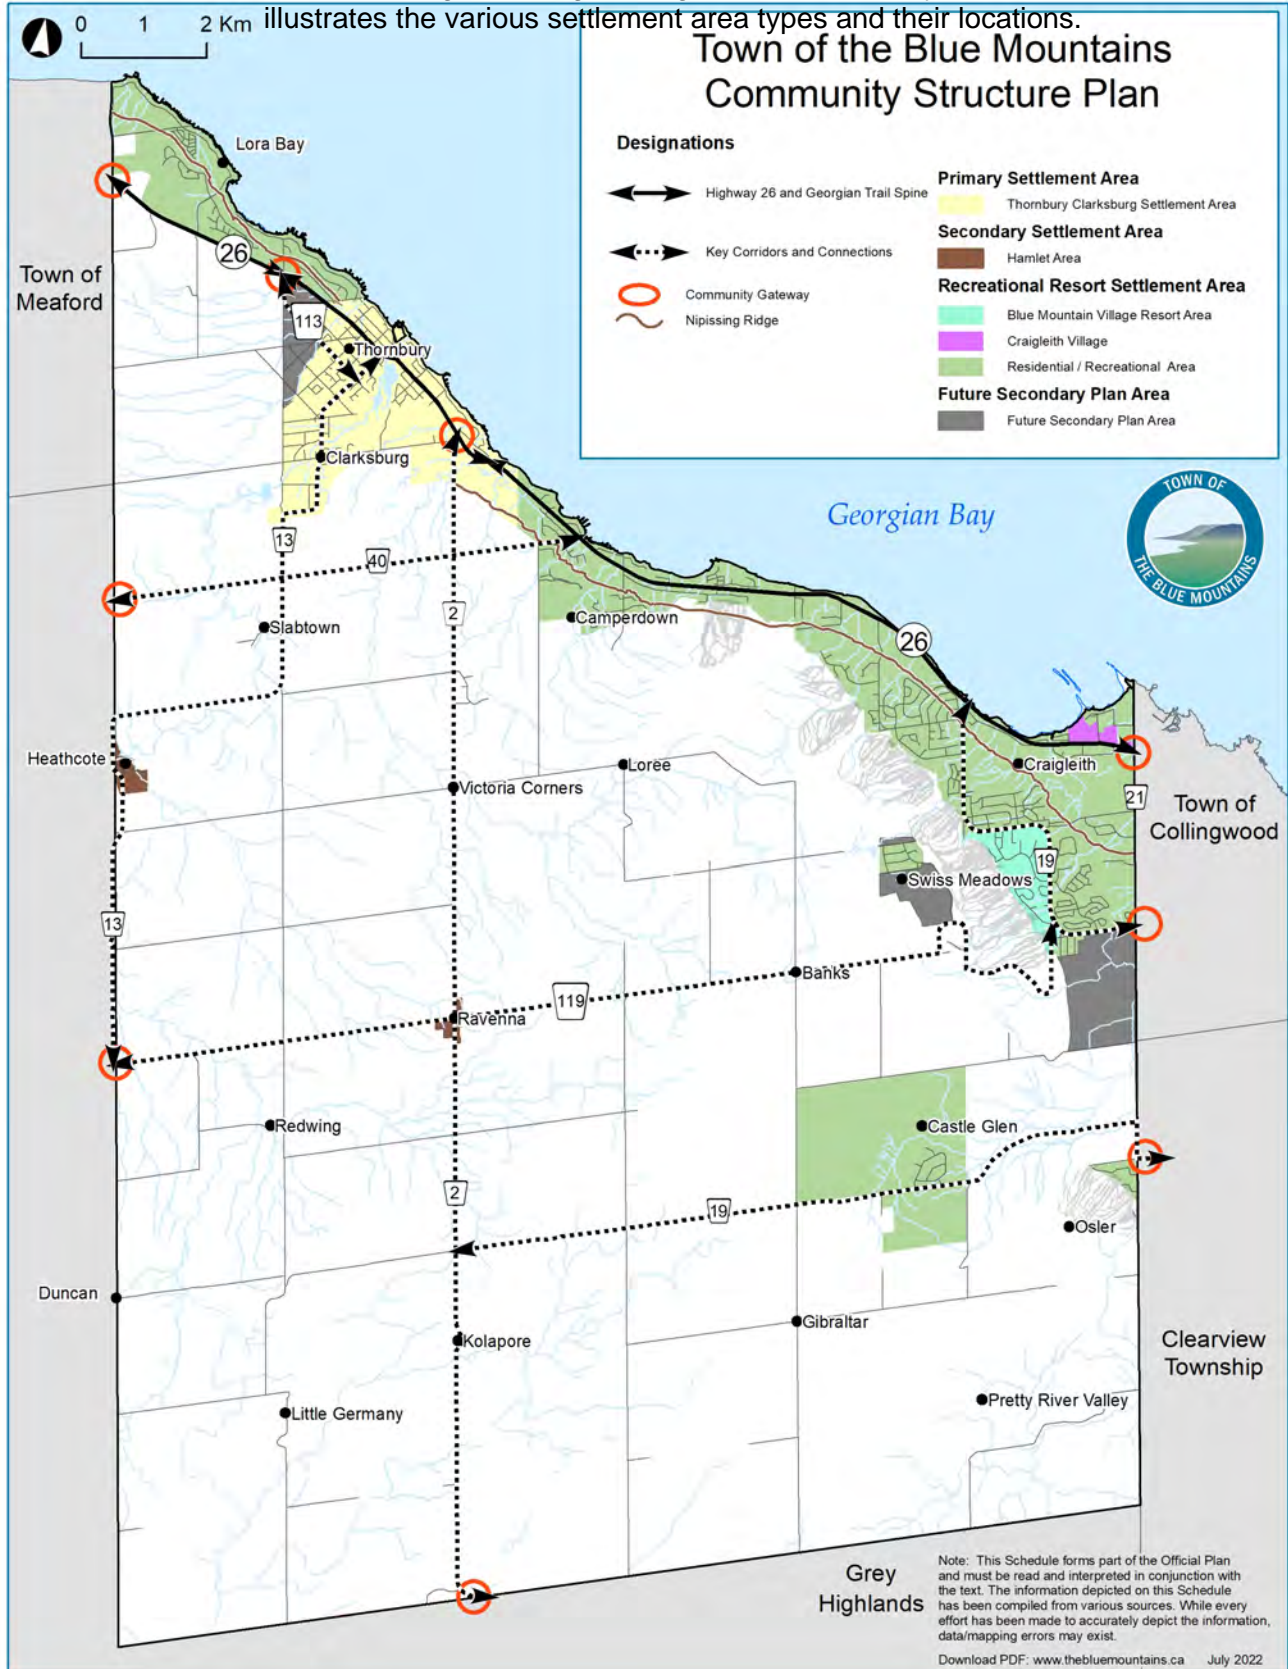 illustrates the various settlement area types and their locations.
0 1 2 Km
Town of the Blue Mountains
Community Structure Plan
Designations
Highway 26 and Georgian Trail Spine
Key Corridors and Connections
Community Gateway
Nipissing Ridge
Primary Settlement Area
Thornbury Clarksburg Settlement Area
Secondary Settlement Area
Hamlet Area
Recreational Resort Settlement Area
Blue Mountain Village Resort Area
Craigleith Village
Residential / Recreational Area
Future Secondary Plan Area
Future Secondary Plan Area
Lora Bay
26
Town of
Meaford
113
Thornbury
Clarksburg
Georgian Bay
TOWN OF
THE BLUE MOUNTAINS
13
40
2
Slabtown
Camperdown
26
Heathcote
Loree
Craigleith
Victoria Corners
21
Town of
Collingwood
19
Swiss Meadows
13
Banks
119
Ravenna
Redwing
Castle Glen
2
19
Osler
Duncan
Gibraltar
Kolapore
Clearview
Township
Pretty River Valley
Little Germany
Grey
Highlands
Note: This Schedule forms part of the Official Plan
and must be read and interpreted in conjunction with
the text. The information depicted on this Schedule
has been compiled from various sources. While every
effort has been made to accurately depict the information,
data/mapping errors may exist.
Download PDF: www.thebluemountains.ca July 2022